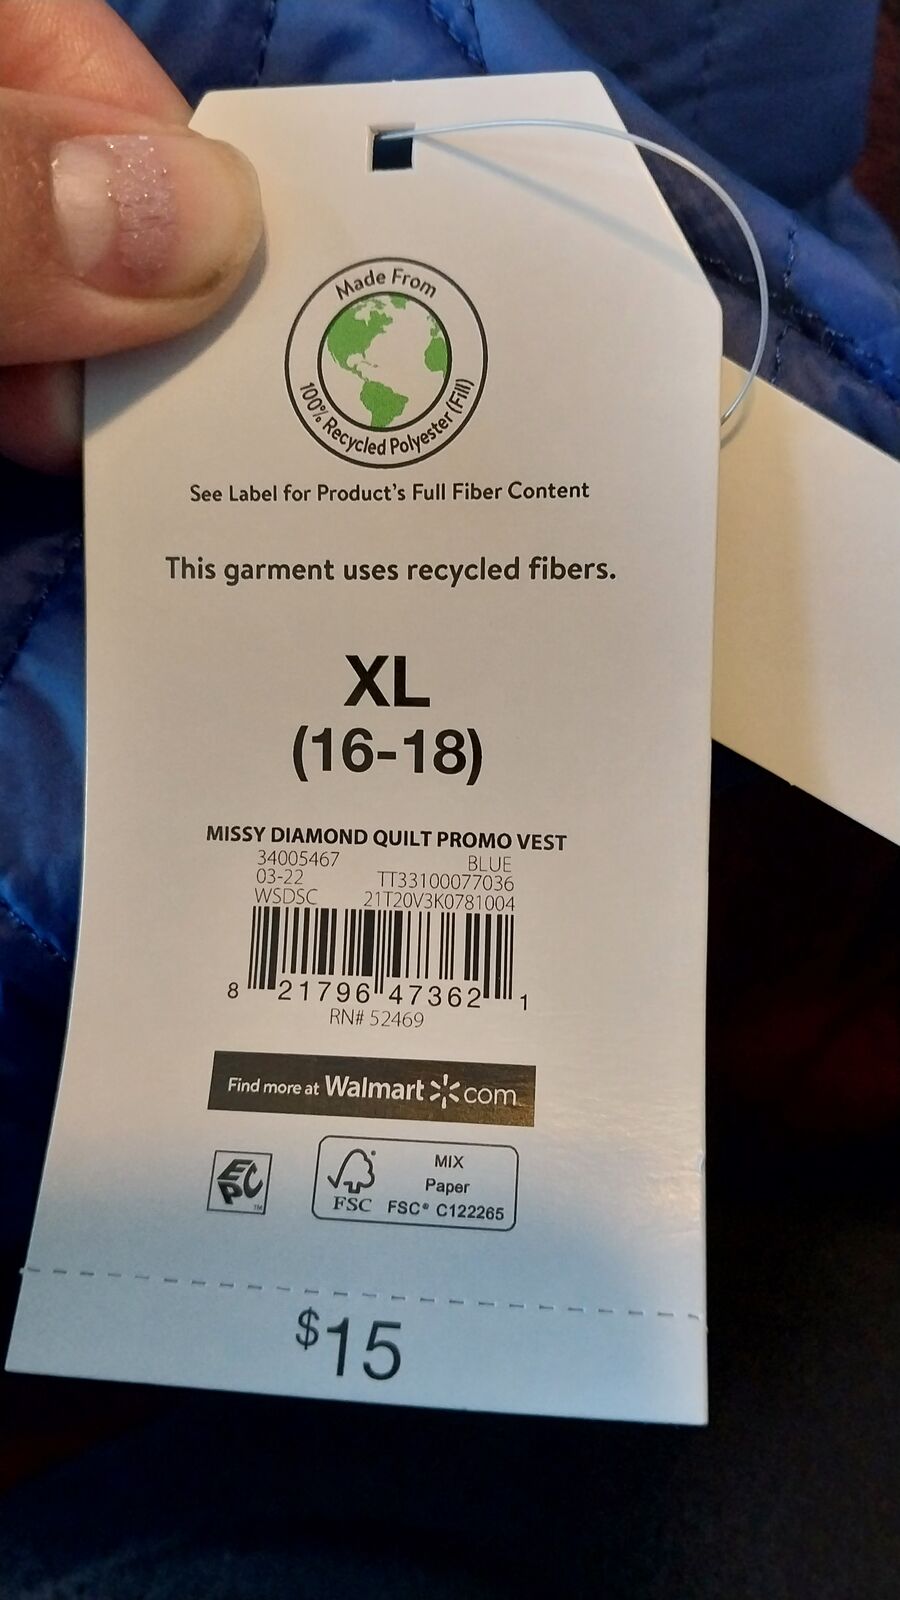 Made From
100% Recycled Polyester (Fill)
See Label for Product's Full Fiber Content
This garment uses recycled fibers.
XL
(16-18)
MISSY DIAMOND QUILT PROMO VEST
34005467 BLUE
03-22 TT33100077036
WSDSC 21T20V3K0781004
8 21796 47362 1
RN# 52469
Find more at Walmart com
EPC TM
FSC
MIX
Paper
FSC® C122265
$15